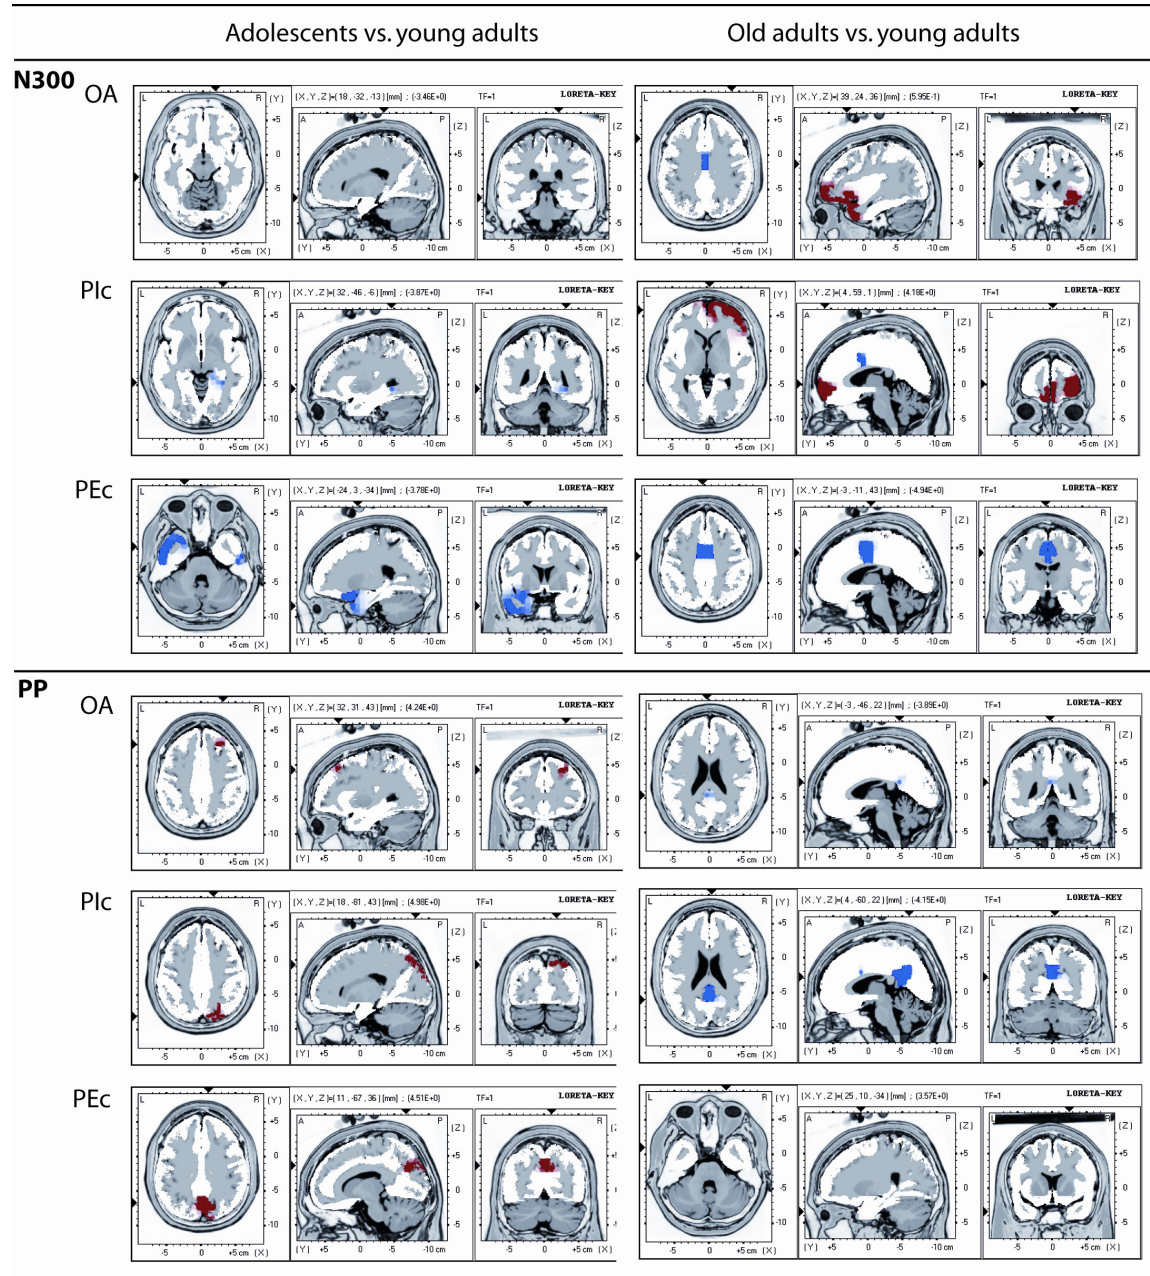 Adolescents vs. young adults
Old adults vs. young adults
N300
OA
(X,Y,Z)=(18,-32,-13)[mm] ; (-3.46E+0) TF=1 LORETA-KEY
(X,Y,Z)=(39,24,36)[mm] ; (5.95E-1) TF=1 LORETA-KEY
PIc
(X,Y,Z)=(32,-46,-6)[mm] ; (-3.87E+0) TF=1 LORETA-KEY
(X,Y,Z)=(4,59,1)[mm] ; (4.18E+0) TF=1 LORETA-KEY
PEc
(X,Y,Z)=(-24,3,-34)[mm] ; (-3.78E+0) TF=1 LORETA-KEY
(X,Y,Z)=(-3,-11,43)[mm] ; (-4.94E+0) TF=1 LORETA-KEY
PP
OA
(X,Y,Z)=(32,31,43)[mm] ; (4.24E+0) TF=1 LORETA-KEY
(X,Y,Z)=(-3,-46,22)[mm] ; (-3.89E+0) TF=1 LORETA-KEY
PIc
(X,Y,Z)=(18,-81,43)[mm] ; (4.98E+0) TF=1 LORETA-KEY
(X,Y,Z)=(4,-60,22)[mm] ; (-4.15E+0) TF=1 LORETA-KEY
PEc
(X,Y,Z)=(11,-67,36)[mm] ; (4.51E+0) TF=1 LORETA-KEY
(X,Y,Z)=(25,10,-34)[mm] ; (3.57E+0) TF=1 LORETA-KEY